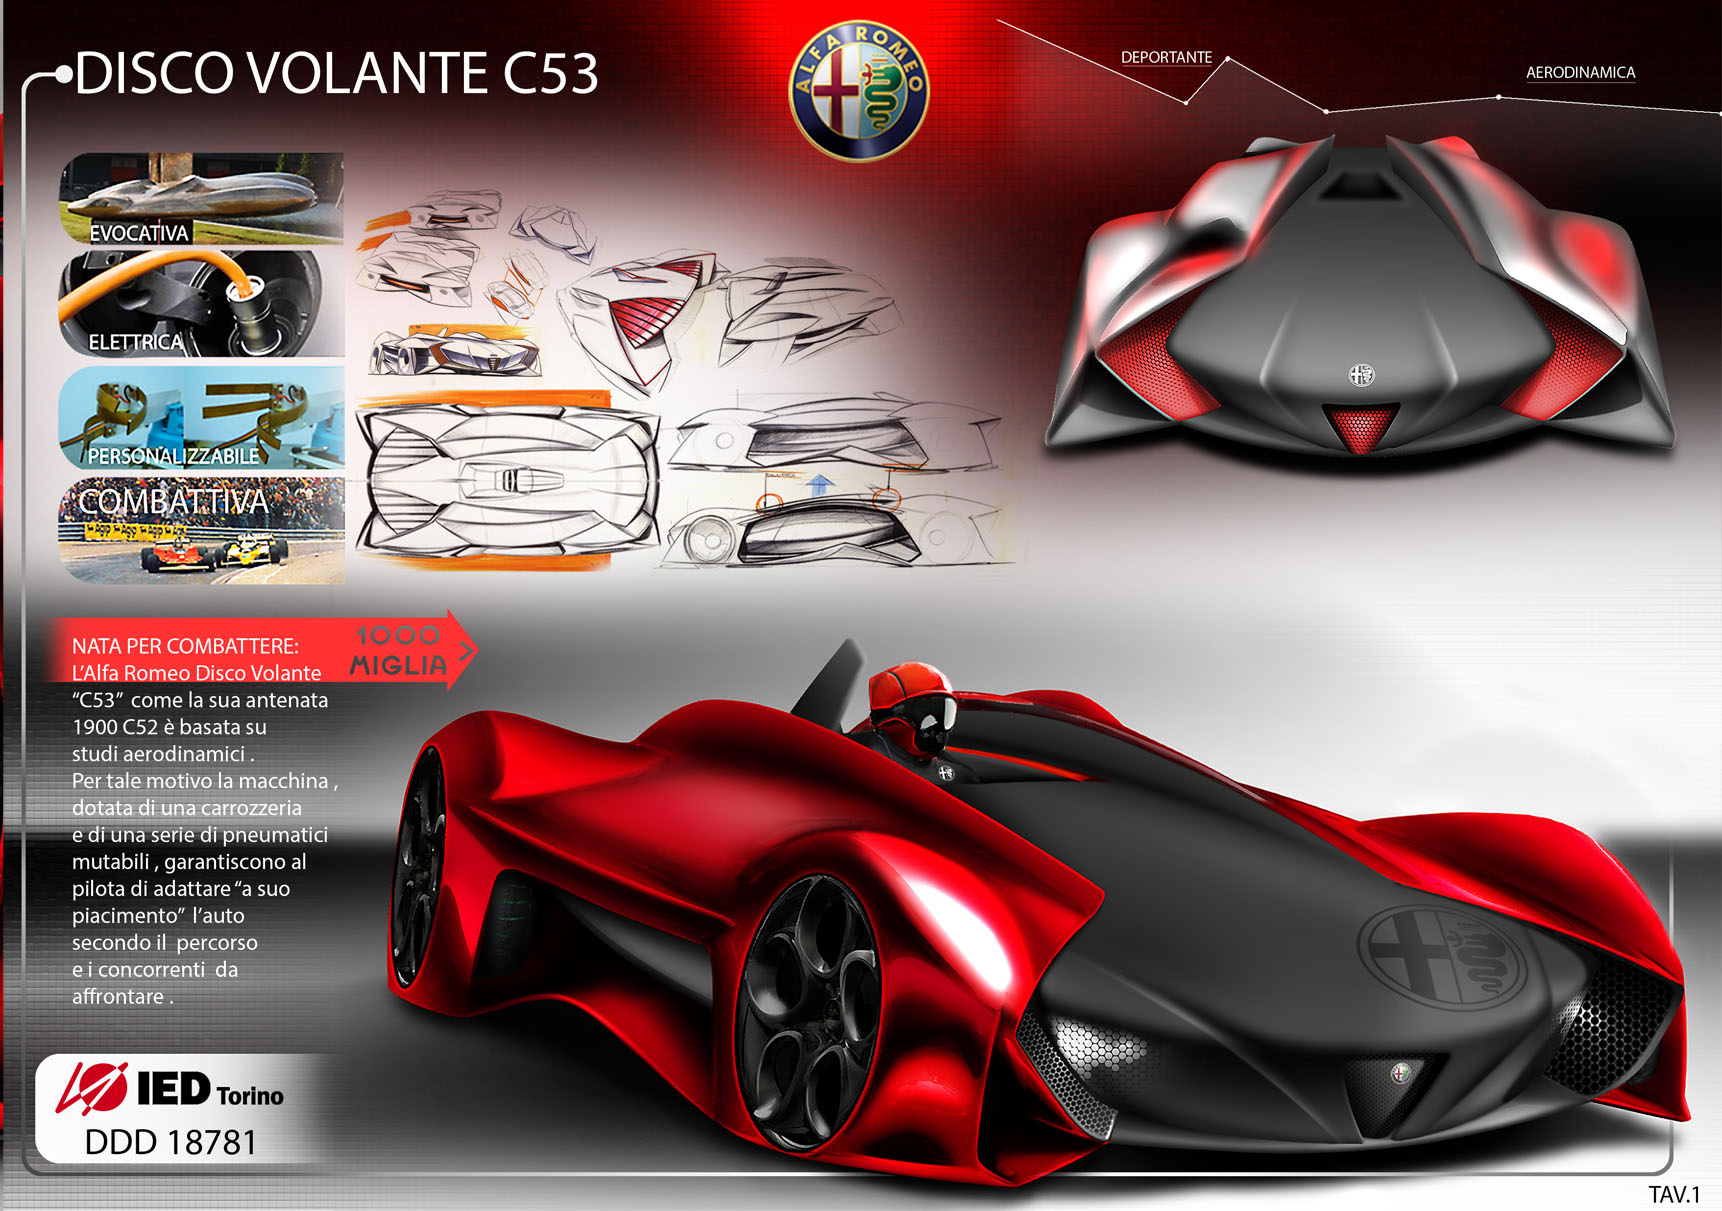 DISCO VOLANTE C53
ALFA ROMEO
DEPORTANTE
AERODINAMICA
EVOCATIVA
ELETTRICA
PERSONALIZZABILE
COMBATTIVA
NATA PER COMBATTERE:
L'Alfa Romeo Disco Volante
"C53" come la sua antenata
1900 C52 è basata su
studi aerodinamici .
Per tale motivo la macchina ,
dotata di una carrozzeria
e di una serie di pneumatici
mutabili , garantiscono al
pilota di adattare "a suo
piacimento" l'auto
secondo il percorso
e i concorrenti da
affrontare .
1000
MIGLIA
IED Torino
DDD 18781
TAV.1